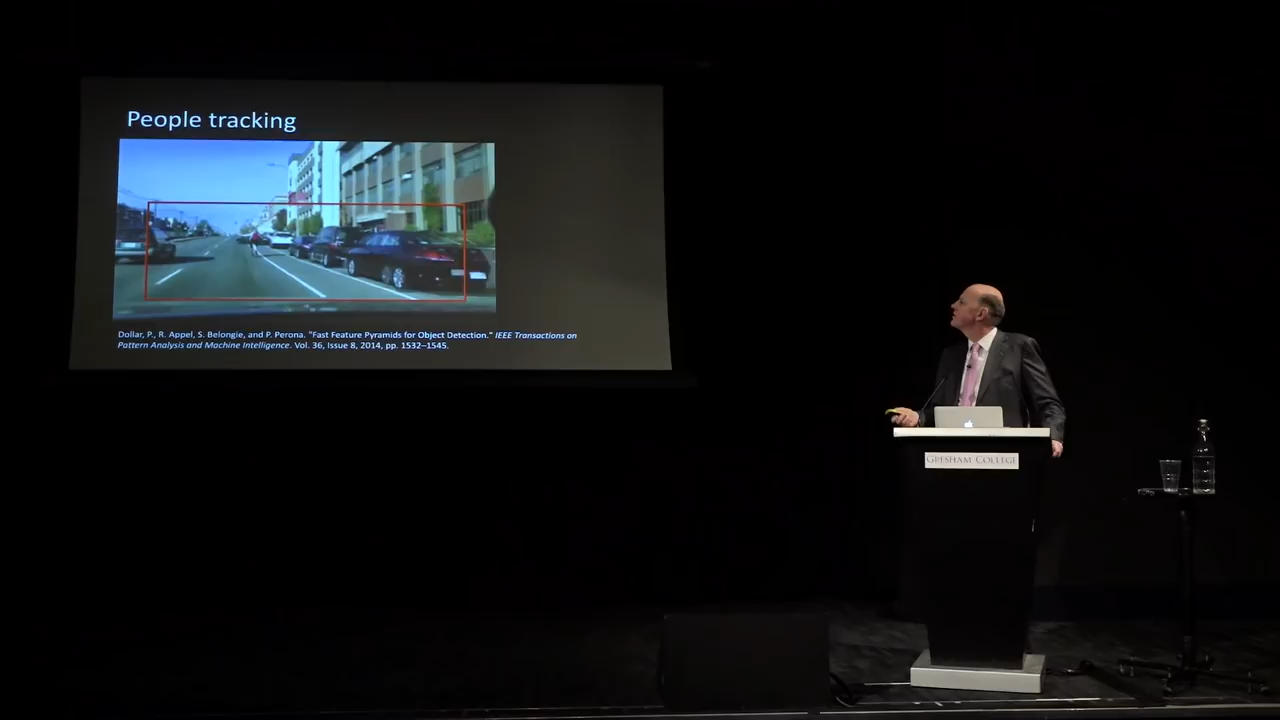 People tracking
Dollar, P., R. Appel, S. Belongie, and P. Perona. "Fast Feature Pyramids for Object Detection." IEEE Transactions on
Pattern Analysis and Machine Intelligence. Vol. 36, Issue 8, 2014, pp. 1532–1545.
GRESHAM COLLEGE